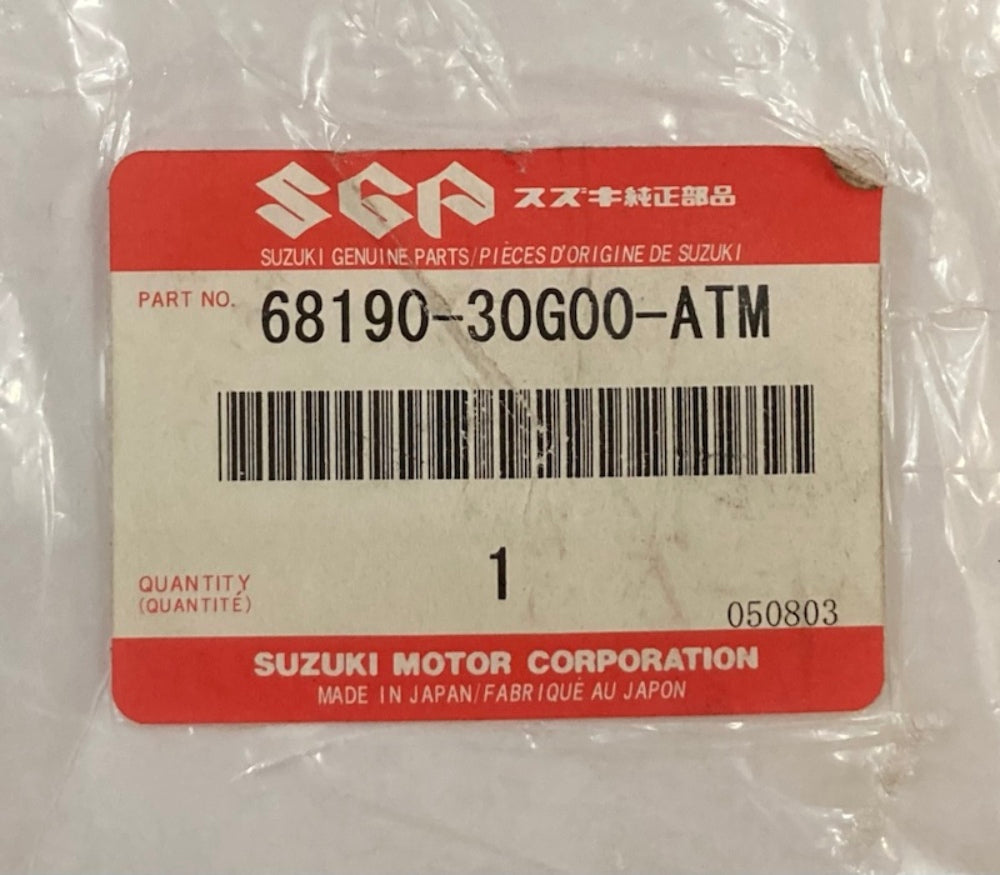 SGP スズキ純正部品
SUZUKI GENUINE PARTS/PIÈCES D'ORIGINE DE SUZUKI
PART NO. 68190-30G00-ATM
1
QUANTITY
(QUANTITÉ)
050803
SUZUKI MOTOR CORPORATION
MADE IN JAPAN/FABRIQUÉ AU JAPON